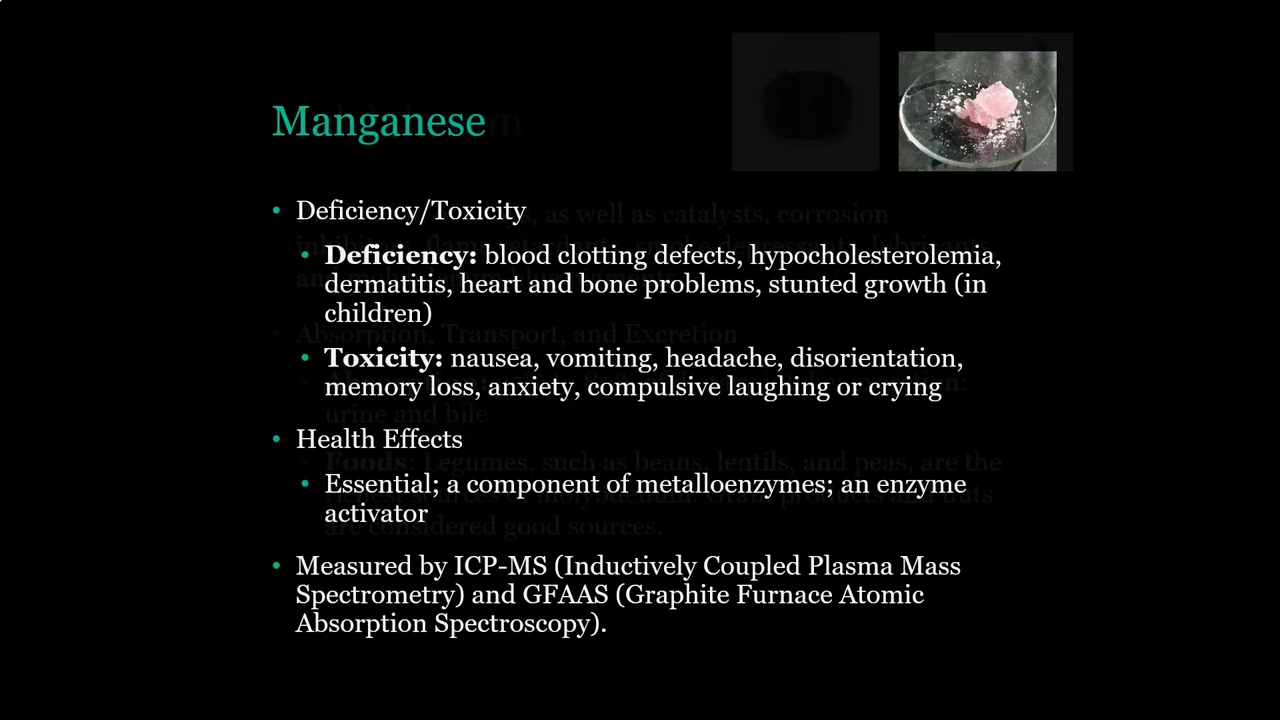 Manganese
• Deficiency/Toxicity
• Deficiency: blood clotting defects, hypocholesterolemia,
dermatitis, heart and bone problems, stunted growth (in
children)
• Toxicity: nausea, vomiting, headache, disorientation,
memory loss, anxiety, compulsive laughing or crying
• Health Effects
• Essential; a component of metalloenzymes; an enzyme
activator
• Measured by ICP-MS (Inductively Coupled Plasma Mass
Spectrometry) and GFAAS (Graphite Furnace Atomic
Absorption Spectroscopy).